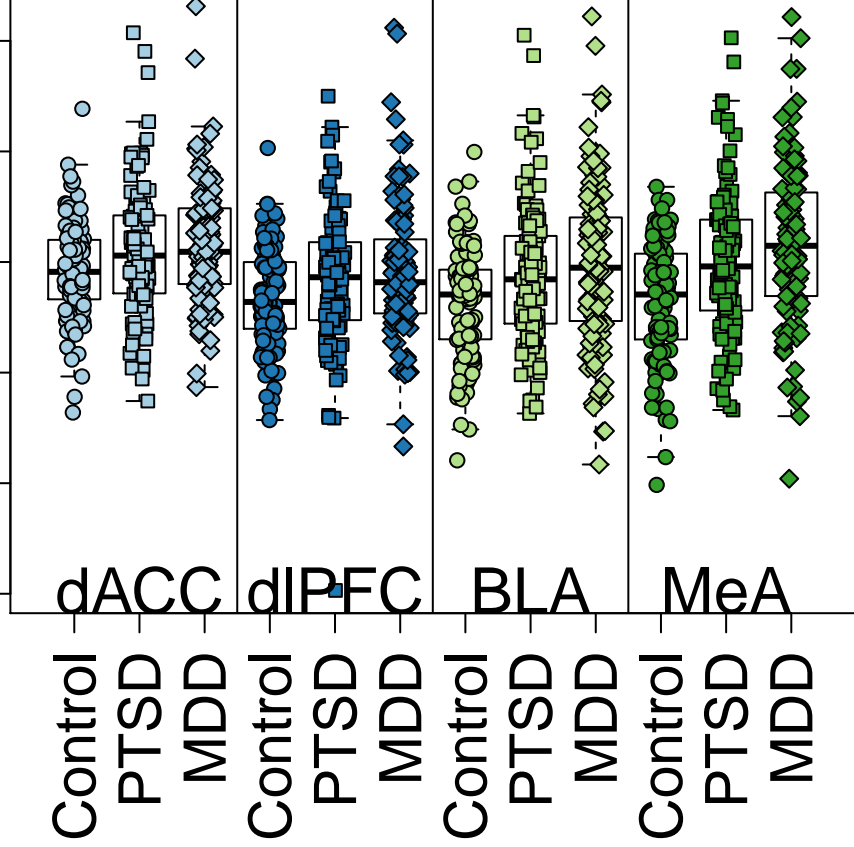 dACC dlPFC BLA MeA
Control PTSD MDD Control PTSD MDD Control PTSD MDD Control PTSD MDD